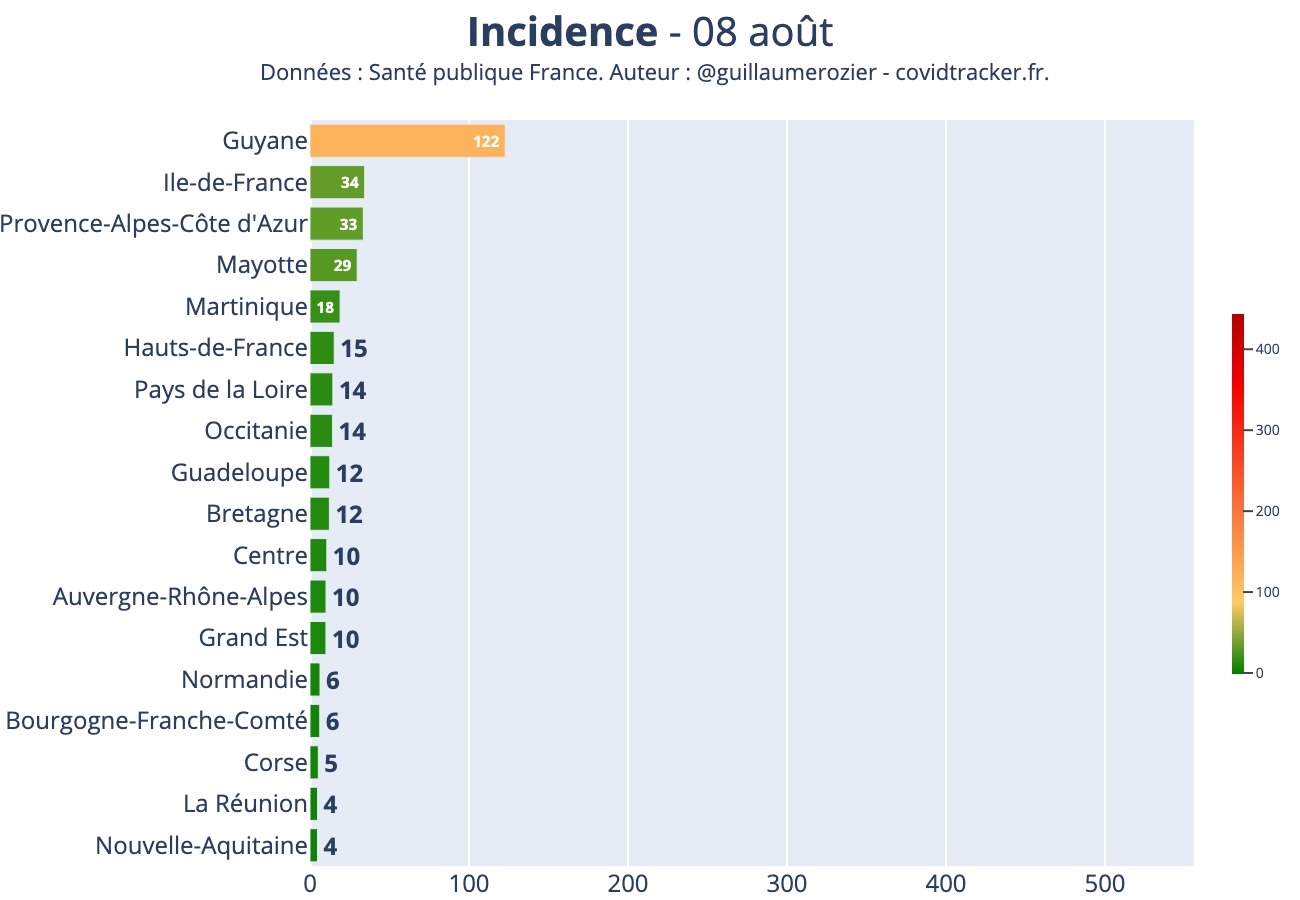 Incidence - 08 août
Données : Santé publique France. Auteur : @guillaumerozier - covidtracker.fr.
Guyane 122
Ile-de-France 34
Provence-Alpes-Côte d'Azur 33
Mayotte 29
Martinique 18
Hauts-de-France 15
Pays de la Loire 14
Occitanie 14
Guadeloupe 12
Bretagne 12
Centre 10
Auvergne-Rhône-Alpes 10
Grand Est 10
Normandie 6
Bourgogne-Franche-Comté 6
Corse 5
La Réunion 4
Nouvelle-Aquitaine 4
0 100 200 300 400 500
400
300
200
100
0